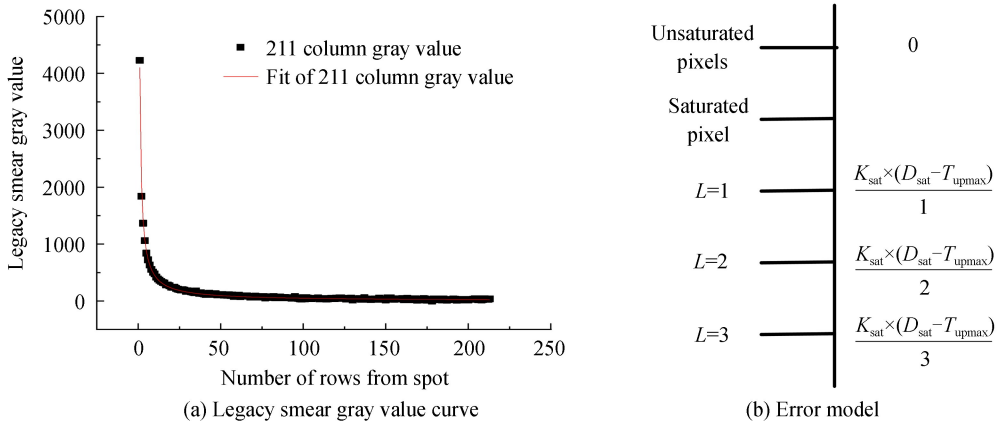 5000
4000
3000
2000
1000
0
Legacy smear gray value
211 column gray value
Fit of 211 column gray value
0 50 100 150 200 250
Number of rows from spot
(a) Legacy smear gray value curve
Unsaturated
pixels
0
Saturated
pixel
L=1
Ksat×(Dsat−Tupmax)
1
L=2
Ksat×(Dsat−Tupmax)
2
L=3
Ksat×(Dsat−Tupmax)
3
(b) Error model